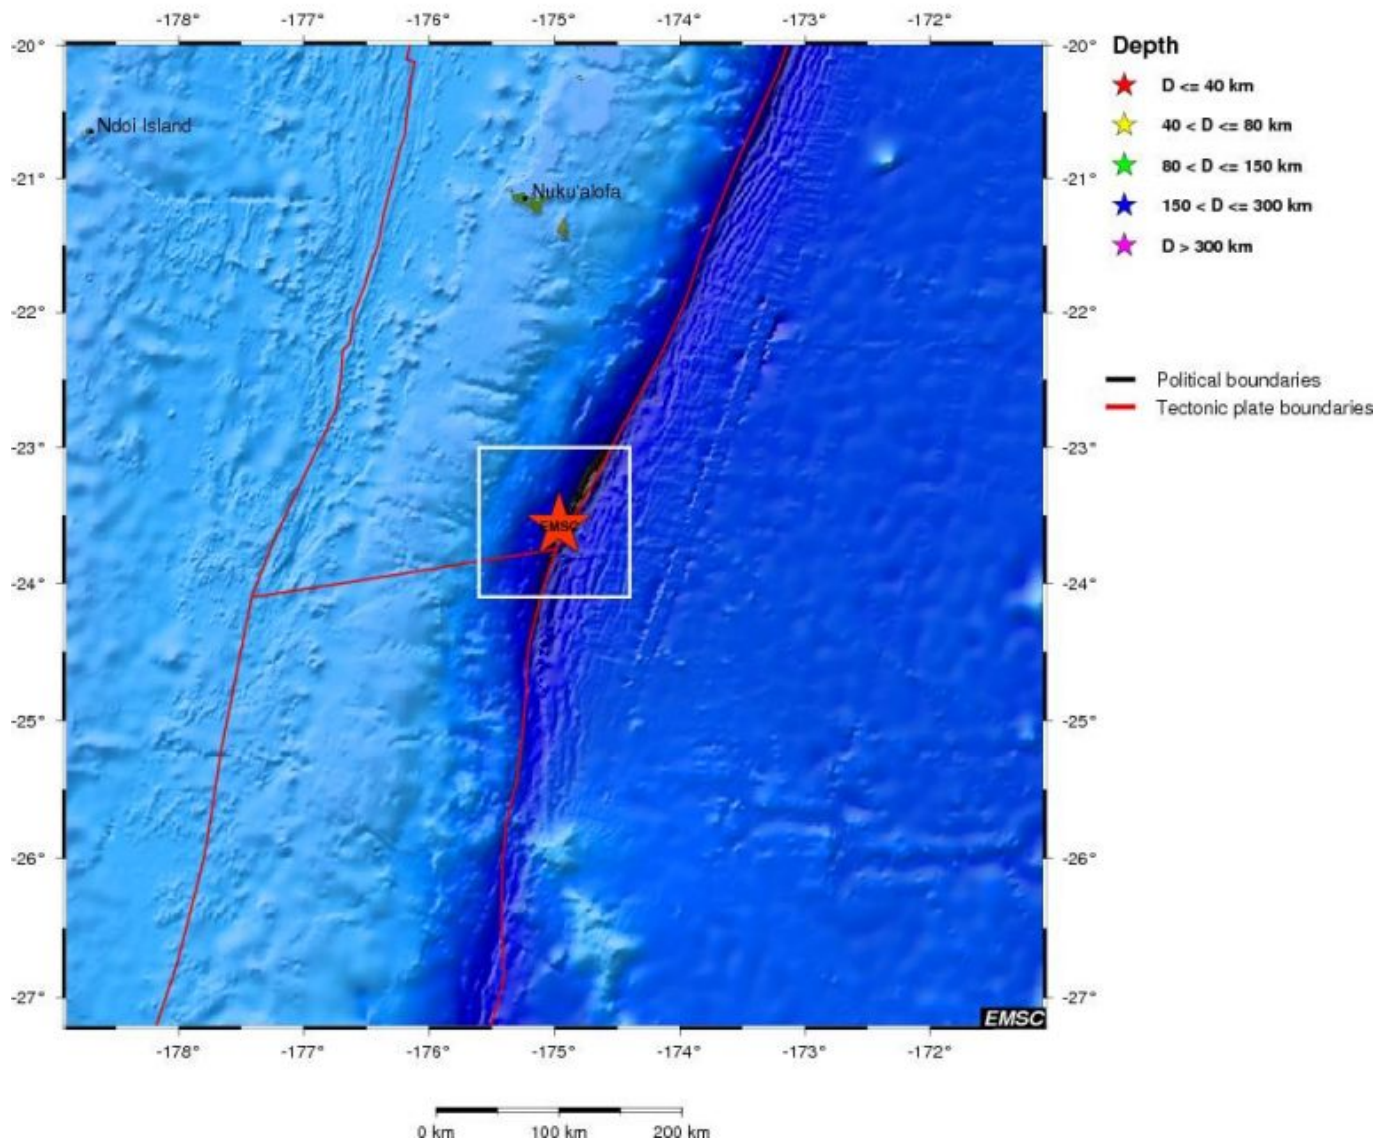 -178° -177° -176° -175° -174° -173° -172°
-20° -20°
Depth
D <= 40 km
40 < D <= 80 km
Ndoi Island
80 < D <= 150 km
-21° -21°
Nuku'alofa
150 < D <= 300 km
D > 300 km
-22° -22°
Political boundaries
Tectonic plate boundaries
-23° -23°
EMSC
-24° -24°
-25° -25°
-26° -26°
-27° -27°
EMSC
-178° -177° -176° -175° -174° -173° -172°
0 km 100 km 200 km